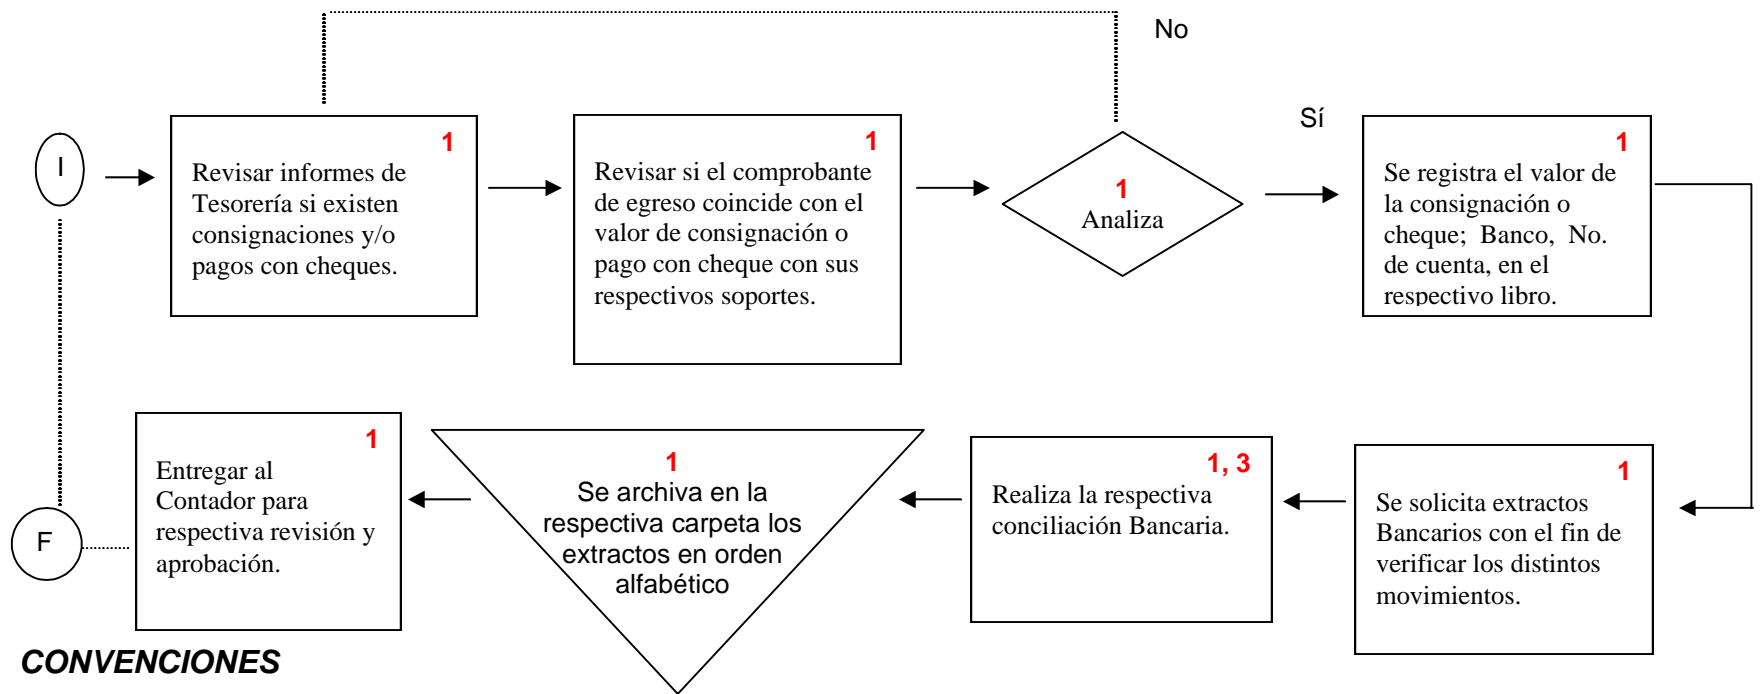 No
I
1
Revisar informes de
Tesorería si existen
consignaciones y/o
pagos con cheques.
1
Revisar si el comprobante
de egreso coincide con el
valor de consignación o
pago con cheque con sus
respectivos soportes.
1
Analiza
Sí
1
Se registra el valor de
la consignación o
cheque; Banco, No.
de cuenta, en el
respectivo libro.
1
Se solicita extractos
Bancarios con el fin de
verificar los distintos
movimientos.
1, 3
Realiza la respectiva
conciliación Bancaria.
1
Se archiva en la
respectiva carpeta los
extractos en orden
alfabético
1
Entregar al
Contador para
respectiva revisión y
aprobación.
F
CONVENCIONES